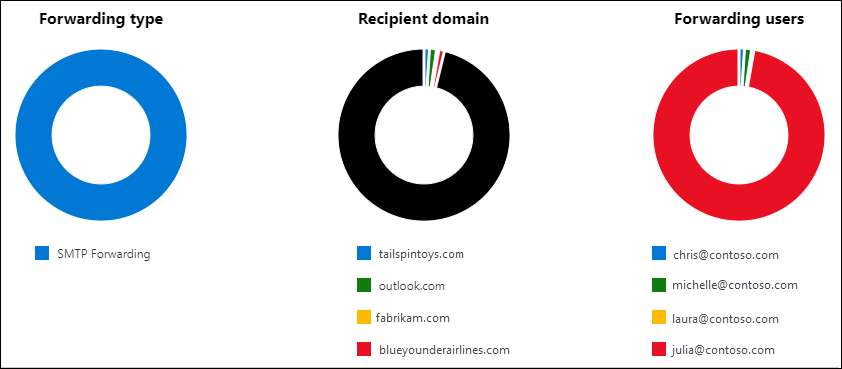 Forwarding type
Recipient domain
Forwarding users
SMTP Forwarding
tailspintoys.com
outlook.com
fabrikam.com
blueyounderairlines.com
chris@contoso.com
michelle@contoso.com
laura@contoso.com
julia@contoso.com